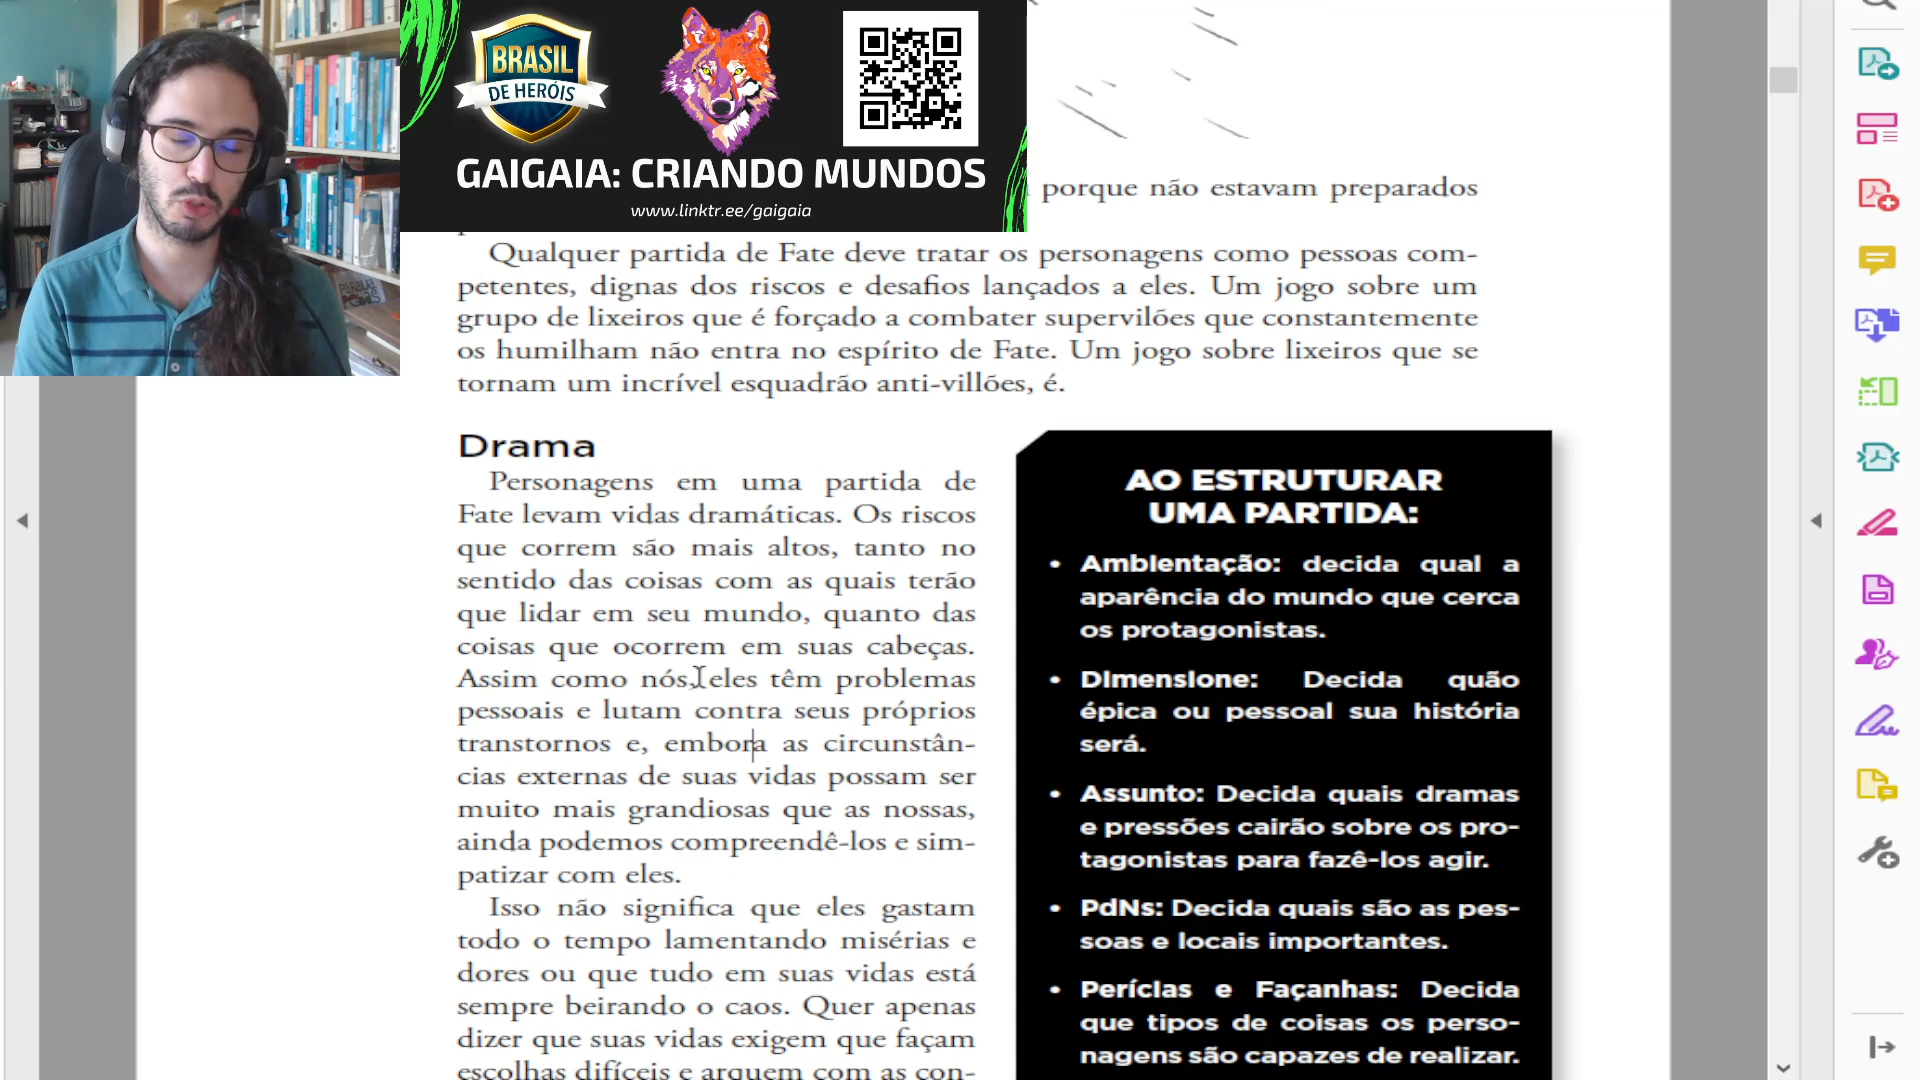 BRASIL
DE HERÓIS
GAIGAIA: CRIANDO MUNDOS
www.linktr.ee/gaigaia
porque não estavam preparados
Qualquer partida de Fate deve tratar os personagens como pessoas com-
petentes, dignas dos riscos e desafios lançados a eles. Um jogo sobre um
grupo de lixeiros que é forçado a combater supervilões que constantemente
os humilham não entra no espírito de Fate. Um jogo sobre lixeiros que se
tornam um incrível esquadrão anti-villões, é.
Drama
Personagens em uma partida de
Fate levam vidas dramáticas. Os riscos
que correm são mais altos, tanto no
sentido das coisas com as quais terão
que lidar em seu mundo, quanto das
coisas que ocorrem em suas cabeças.
Assim como nós, eles têm problemas
pessoais e lutam contra seus próprios
transtornos e, embora as circunstân-
cias externas de suas vidas possam ser
muito mais grandiosas que as nossas,
ainda podemos compreendê-los e sim-
patizar com eles.
Isso não significa que eles gastam
todo o tempo lamentando misérias e
dores ou que tudo em suas vidas está
sempre beirando o caos. Quer apenas
dizer que suas vidas exigem que façam
escolhas difíceis e arquem com as con-
AO ESTRUTURAR
UMA PARTIDA:
• Ambientação: decida qual a
aparência do mundo que cerca
os protagonistas.
• Dimensione: Decida quão
épica ou pessoal sua história
será.
• Assunto: Decida quais dramas
e pressões cairão sobre os pro-
tagonistas para fazê-los agir.
• PdNs: Decida quais são as pes-
soas e locais importantes.
• Perícias e Façanhas: Decida
que tipos de coisas os perso-
nagens são capazes de realizar.